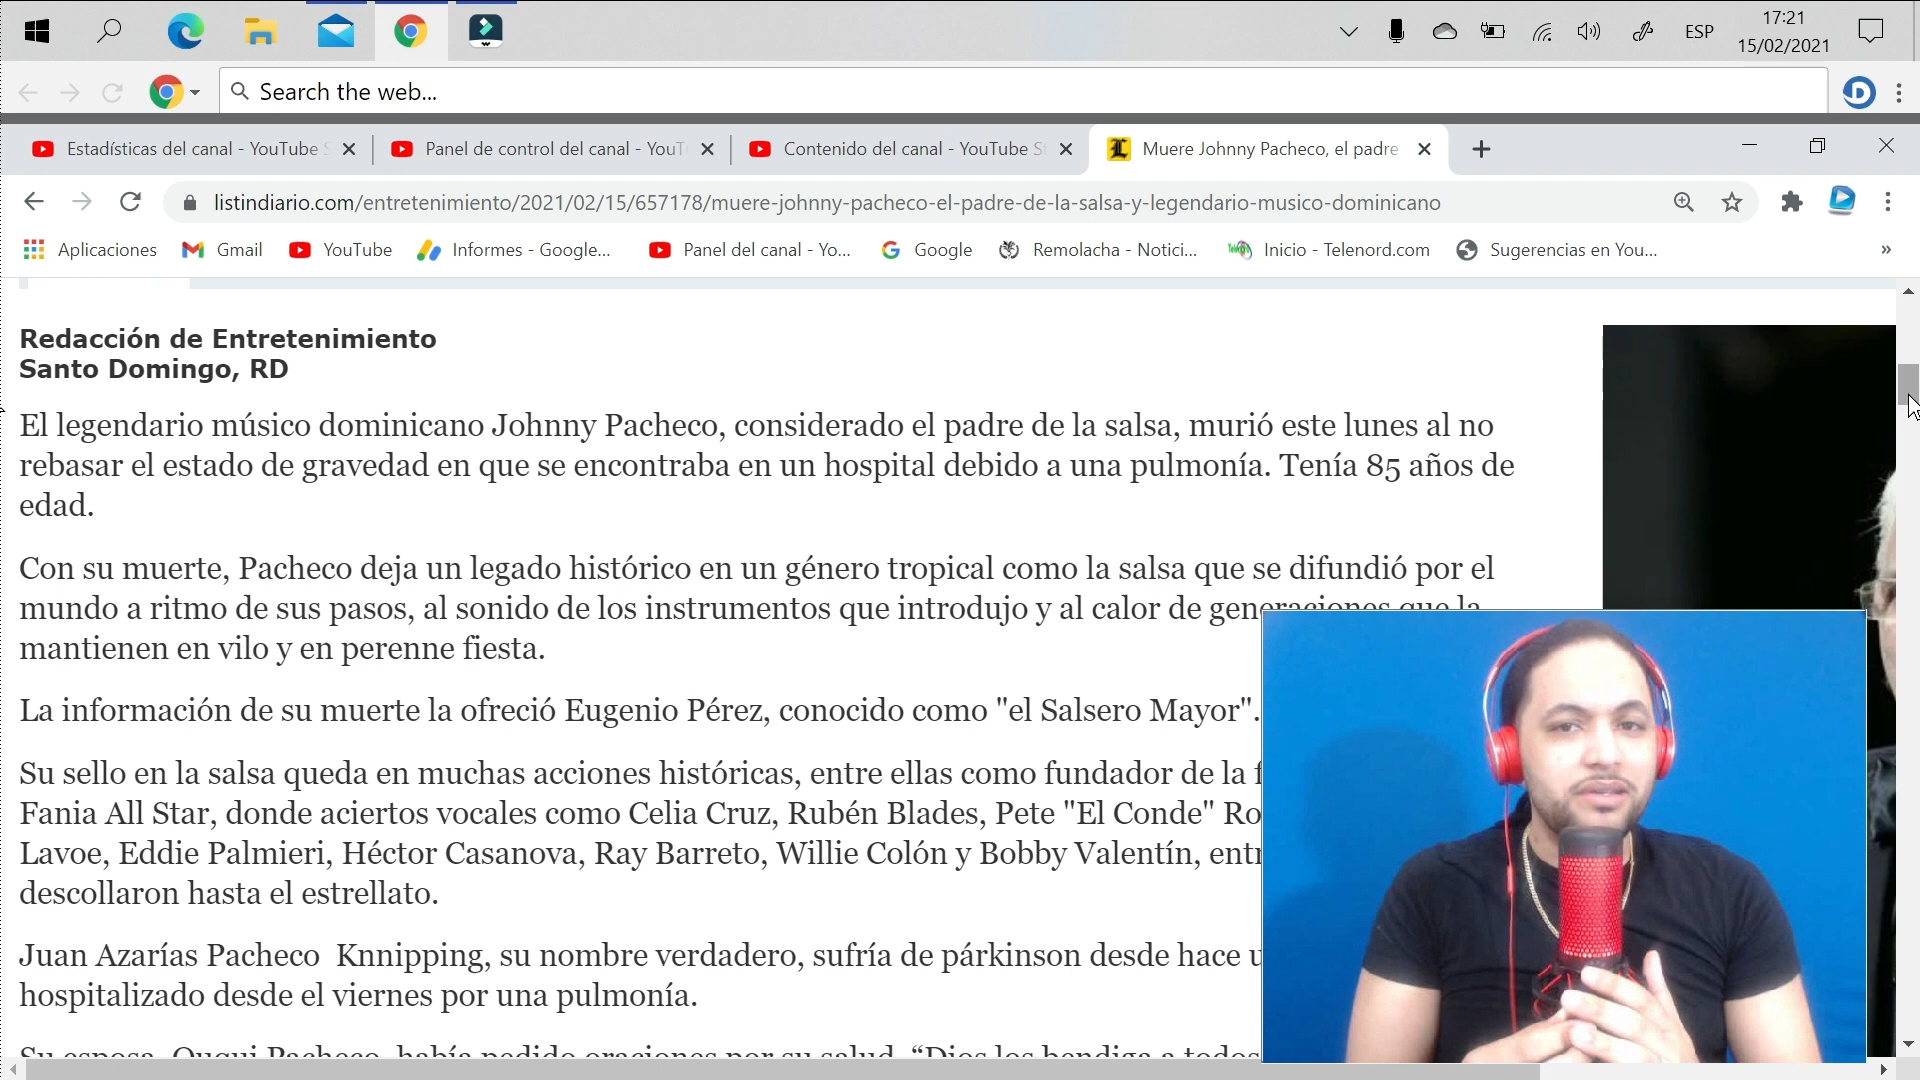 ESP
17:21
15/02/2021
Search the web...
Estadísticas del canal - YouTube
Panel de control del canal - YouT
Contenido del canal - YouTube S
Muere Johnny Pacheco, el padre
listindiario.com/entretenimiento/2021/02/15/657178/muere-johnny-pacheco-el-padre-de-la-salsa-y-legendario-musico-dominicano
Aplicaciones
Gmail
YouTube
Informes - Google...
Panel del canal - Yo...
Google
Remolacha - Notici...
Inicio - Telenord.com
Sugerencias en You...
»
Redacción de Entretenimiento
Santo Domingo, RD
El legendario músico dominicano Johnny Pacheco, considerado el padre de la salsa, murió este lunes al no
rebasar el estado de gravedad en que se encontraba en un hospital debido a una pulmonía. Tenía 85 años de
edad.
Con su muerte, Pacheco deja un legado histórico en un género tropical como la salsa que se difundió por el
mundo a ritmo de sus pasos, al sonido de los instrumentos que introdujo y al calor de generaciones que la
mantienen en vilo y en perenne fiesta.
La información de su muerte la ofreció Eugenio Pérez, conocido como "el Salsero Mayor".
Su sello en la salsa queda en muchas acciones históricas, entre ellas como fundador de la
Fania All Star, donde aciertos vocales como Celia Cruz, Rubén Blades, Pete "El Conde" Ro
Lavoe, Eddie Palmieri, Héctor Casanova, Ray Barreto, Willie Colón y Bobby Valentín, entr
descollaron hasta el estrellato.
Juan Azarías Pacheco  Knnipping, su nombre verdadero, sufría de párkinson desde hace u
hospitalizado desde el viernes por una pulmonía.
Su esposa, Cuqui Pacheco, había pedido oraciones por su salud. “Dios los bendiga a todos